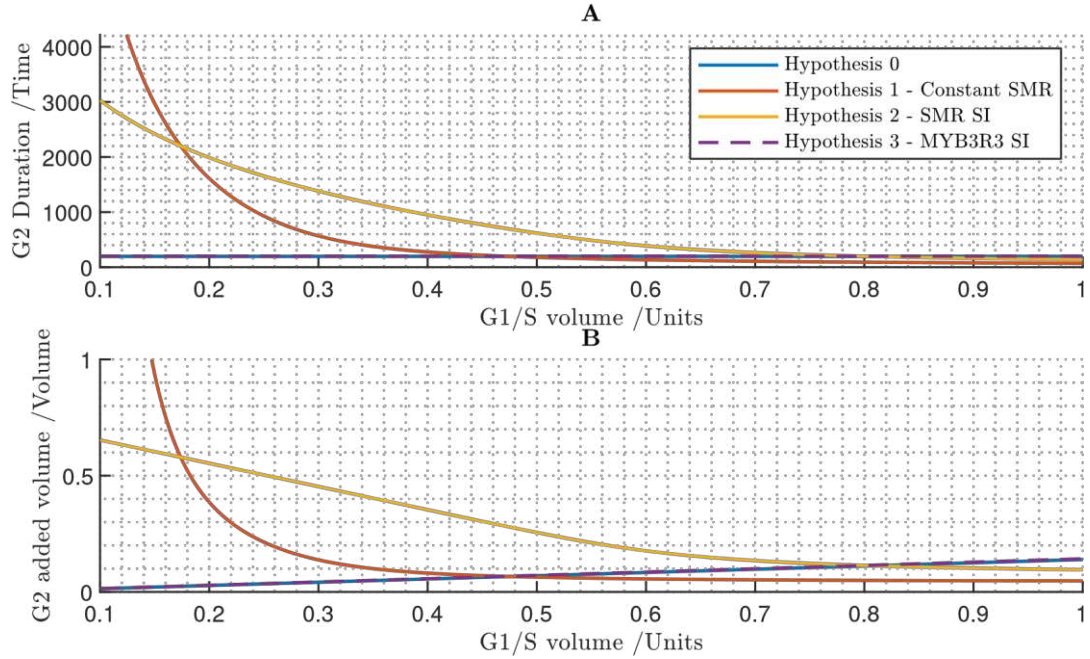 A
G2 Duration /Time
4000
3000
2000
1000
0
Hypothesis 0
Hypothesis 1 - Constant SMR
Hypothesis 2 - SMR SI
Hypothesis 3 - MYB3R3 SI
0.1 0.2 0.3 0.4 0.5 0.6 0.7 0.8 0.9 1
G1/S volume /Units
B
G2 added volume /Volume
1
0.5
0
0.1 0.2 0.3 0.4 0.5 0.6 0.7 0.8 0.9 1
G1/S volume /Units